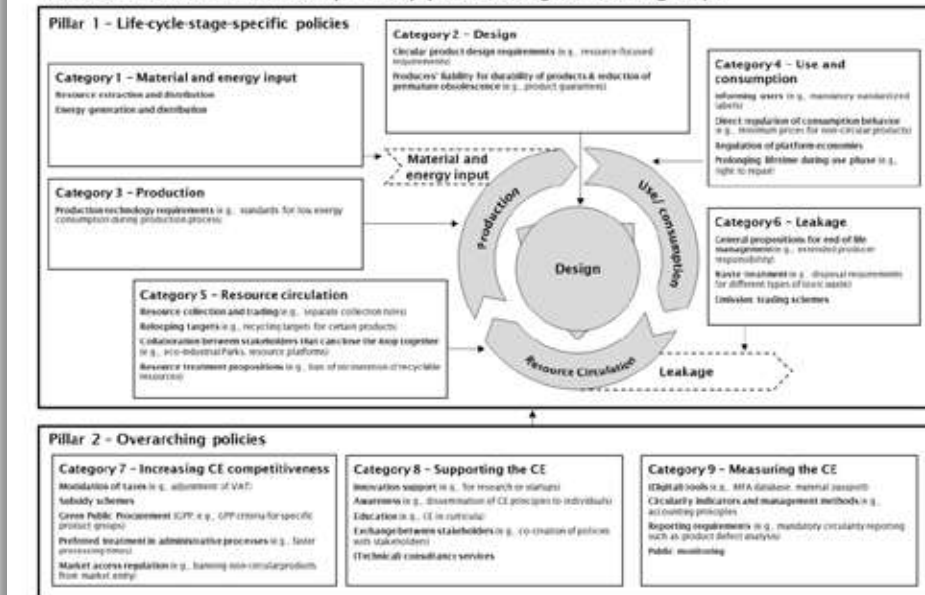 Pillar 1 - Life-cycle-stage-specific policies
Category 1 - Material and energy input
Resource extraction and distribution
Energy generation and distribution
Category 2 - Design
Circular product design requirements (e.g., resource-focused
requirements)
Producers' liability for durability of products & reduction of
premature obsolescence (e.g., product guarantees)
Category 3 - Production
Production technology requirements (e.g., standards for low energy
consumption during production process)
Category 4 - Use and
consumption
Informing users (e.g., mandatory standardized
labels)
Direct regulation of consumption behavior
(e.g., minimum prices for non-circular products)
Regulation of platform economies
Prolonging lifetime during use phase (e.g.,
right to repair)
Material and
energy input
Production
Use/ consumption
Design
Resource Circulation
Leakage
Category 5 - Resource circulation
Resource collection and trading (e.g., separate collection rules)
Relooping targets (e.g., recycling targets for certain products)
Collaboration between stakeholders that can close the loop together
(e.g., eco-industrial Parks, resource platforms)
Resource treatment propositions (e.g., ban of incineration of recyclable
resources)
Category 6 - Leakage
General propositions for end of life
management (e.g., extended producer
responsibility)
Waste treatment (e.g., disposal requirements
for different types of toxic waste)
Emission trading schemes
Pillar 2 - Overarching policies
Category 7 - Increasing CE competitiveness
Modulation of taxes (e.g., adjustment of VAT)
Subsidy schemes
Green Public Procurement (GPP, e.g., GPP criteria for specific
product groups)
Preferred treatment in administrative processes (e.g., faster
processing times)
Market access regulation (e.g., banning non-circular products
from market entry)
Category 8 - Supporting the CE
Innovation support (e.g., for research or startups)
Awareness (e.g., dissemination of CE principles to individuals)
Education (e.g., CE in curricula)
Exchange between stakeholders (e.g., co-creation of policies
with stakeholders)
(Technical) consultancy services
Category 9 - Measuring the CE
(Digital) tools (e.g., MFA database, material passport)
Circularity indicators and management methods (e.g.,
accounting principles
Reporting requirements (e.g., mandatory circularity reporting
such as product defect analysis)
Public monitoring